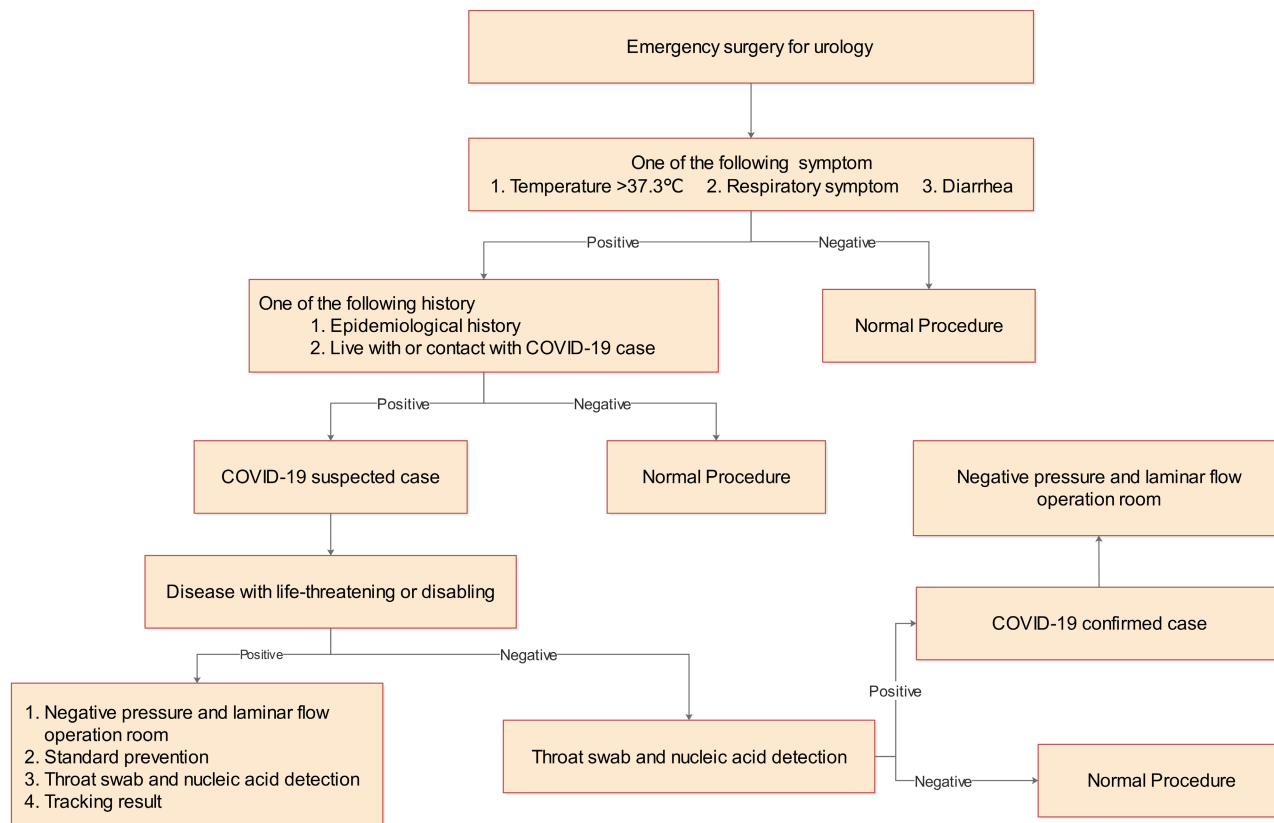 Emergency surgery for urology
One of the following symptom
1. Temperature >37.3℃ 2. Respiratory symptom 3. Diarrhea
Positive
Negative
One of the following history
1. Epidemiological history
2. Live with or contact with COVID-19 case
Normal Procedure
Positive
Negative
COVID-19 suspected case
Normal Procedure
Negative pressure and laminar flow
operation room
Disease with life-threatening or disabling
COVID-19 confirmed case
Positive
Negative
Positive
1. Negative pressure and laminar flow
operation room
2. Standard prevention
3. Throat swab and nucleic acid detection
4. Tracking result
Throat swab and nucleic acid detection
Negative
Normal Procedure